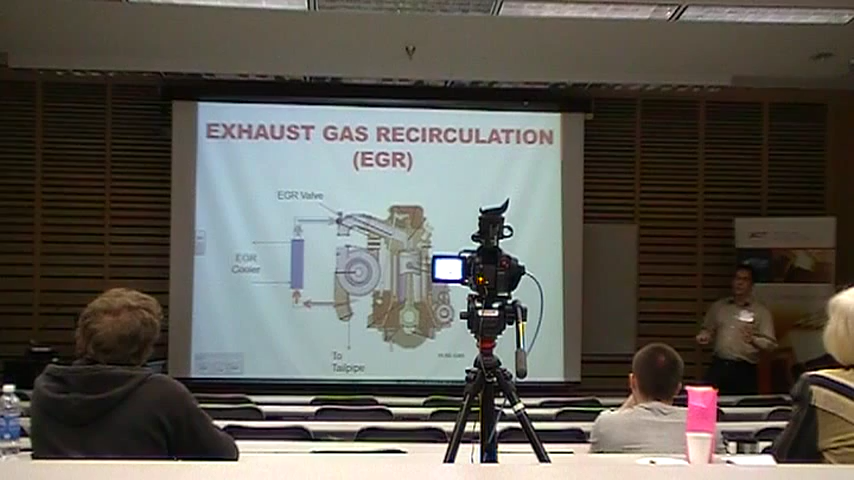 EXHAUST GAS RECIRCULATION
(EGR)
EGR Valve
EGR
Cooler
To
Tailpipe